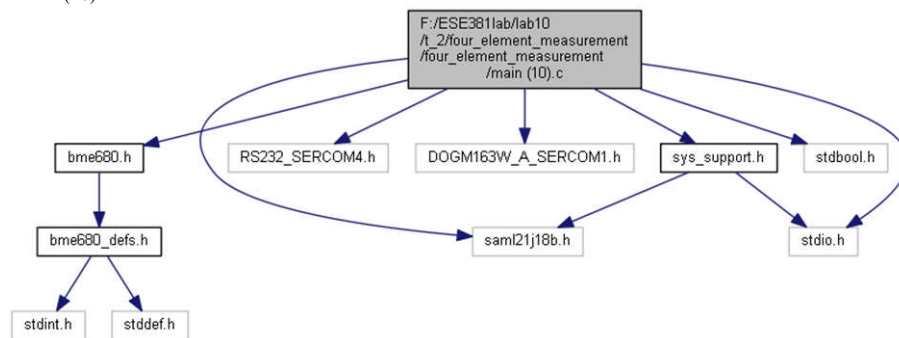 F:/ESE381lab/lab10
/t_2/four_element_measurement
/four_element_measurement
/main (10).c
bme680.h
RS232_SERCOM4.h
DOGM163W_A_SERCOM1.h
sys_support.h
stdbool.h
bme680_defs.h
saml21j18b.h
stdio.h
stdint.h
stddef.h